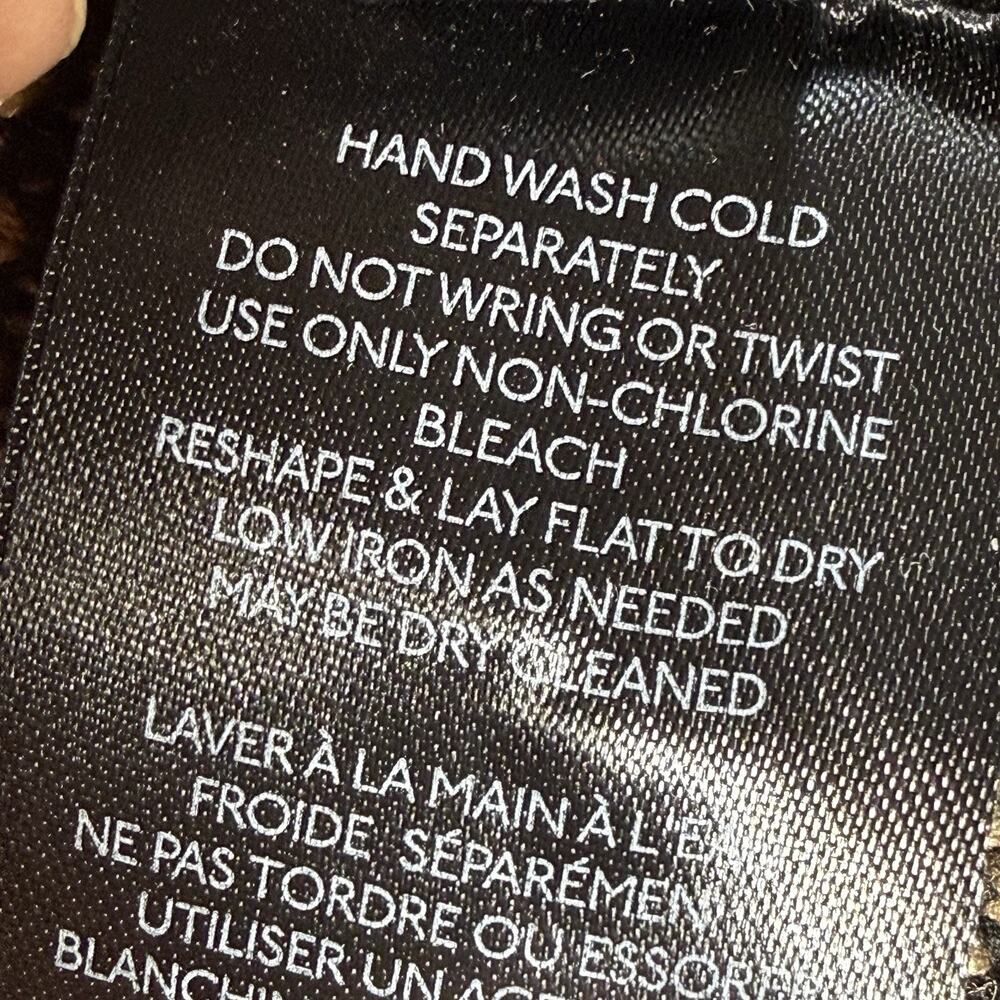 HAND WASH COLD
SEPARATELY
DO NOT WRING OR TWIST
USE ONLY NON-CHLORINE
BLEACH
RESHAPE & LAY FLAT TO DRY
LOW IRON AS NEEDED
MAY BE DRY CLEANED
LAVER À LA MAIN À
FROIDE SÉPARÉMEN
NE PAS TORDRE OU
UTILISER UN